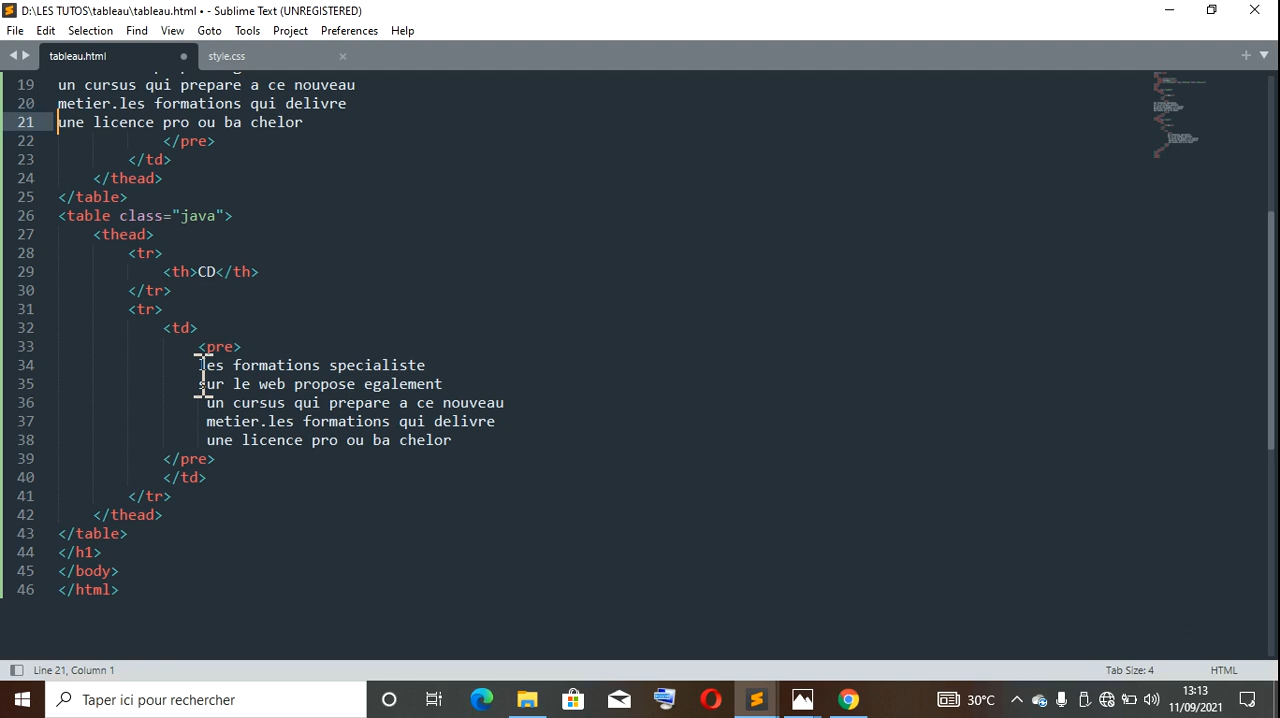 D:\LES TUTOS\tableau\tableau.html • - Sublime Text (UNREGISTERED)
File Edit Selection Find View Goto Tools Project Preferences Help
tableau.html style.css
19 un cursus qui prepare a ce nouveau
20 metier.les formations qui delivre
21 une licence pro ou ba chelor
22 </pre>
23 </td>
24 </thead>
25 </table>
26 <table class="java">
27 <thead>
28 <tr>
29 <th>CD</th>
30 </tr>
31 <tr>
32 <td>
33 <pre>
34 les formations specialiste
35 sur le web propose egalement
36 un cursus qui prepare a ce nouveau
37 metier.les formations qui delivre
38 une licence pro ou ba chelor
39 </pre>
40 </td>
41 </tr>
42 </thead>
43 </table>
44 </h1>
45 </body>
46 </html>
Line 21, Column 1 Tab Size: 4 HTML
Taper ici pour rechercher 30°C 13:13
11/09/2021